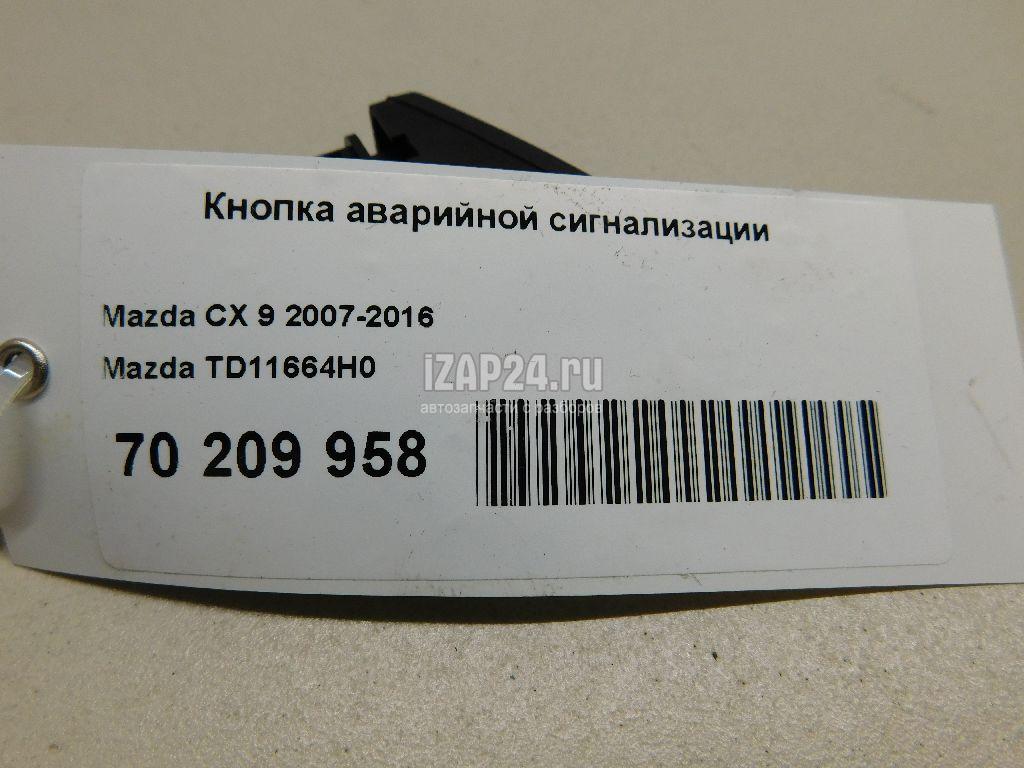 Кнопка аварийной сигнализации
Mazda CX 9 2007-2016
Mazda TD11664H0
iZAP24.ru
автозапчасти с разборов
70 209 958